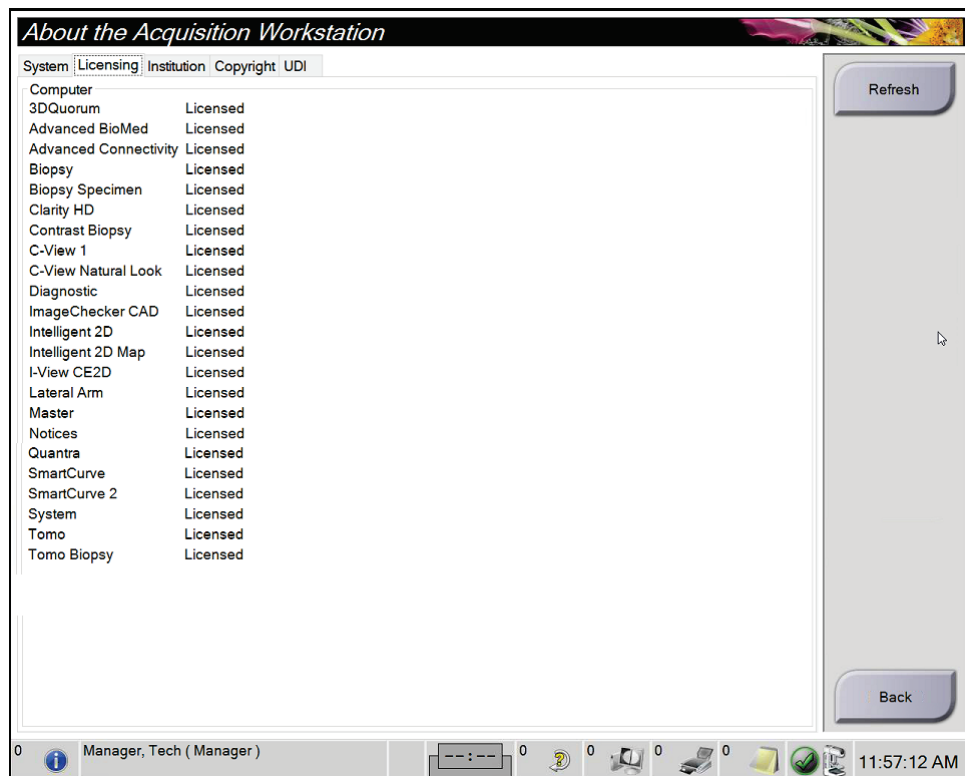 About the Acquisition Workstation
System Licensing Institution Copyright UDI
Computer
3DQuorum Licensed
Advanced BioMed Licensed
Advanced Connectivity Licensed
Biopsy Licensed
Biopsy Specimen Licensed
Clarity HD Licensed
Contrast Biopsy Licensed
C-View 1 Licensed
C-View Natural Look Licensed
Diagnostic Licensed
ImageChecker CAD Licensed
Intelligent 2D Licensed
Intelligent 2D Map Licensed
I-View CE2D Licensed
Lateral Arm Licensed
Master Licensed
Notices Licensed
Quantra Licensed
SmartCurve Licensed
SmartCurve 2 Licensed
System Licensed
Tomo Licensed
Tomo Biopsy Licensed
Refresh
Back
0 Manager, Tech ( Manager ) --:-- 0 0 0 0 11:57:12 AM